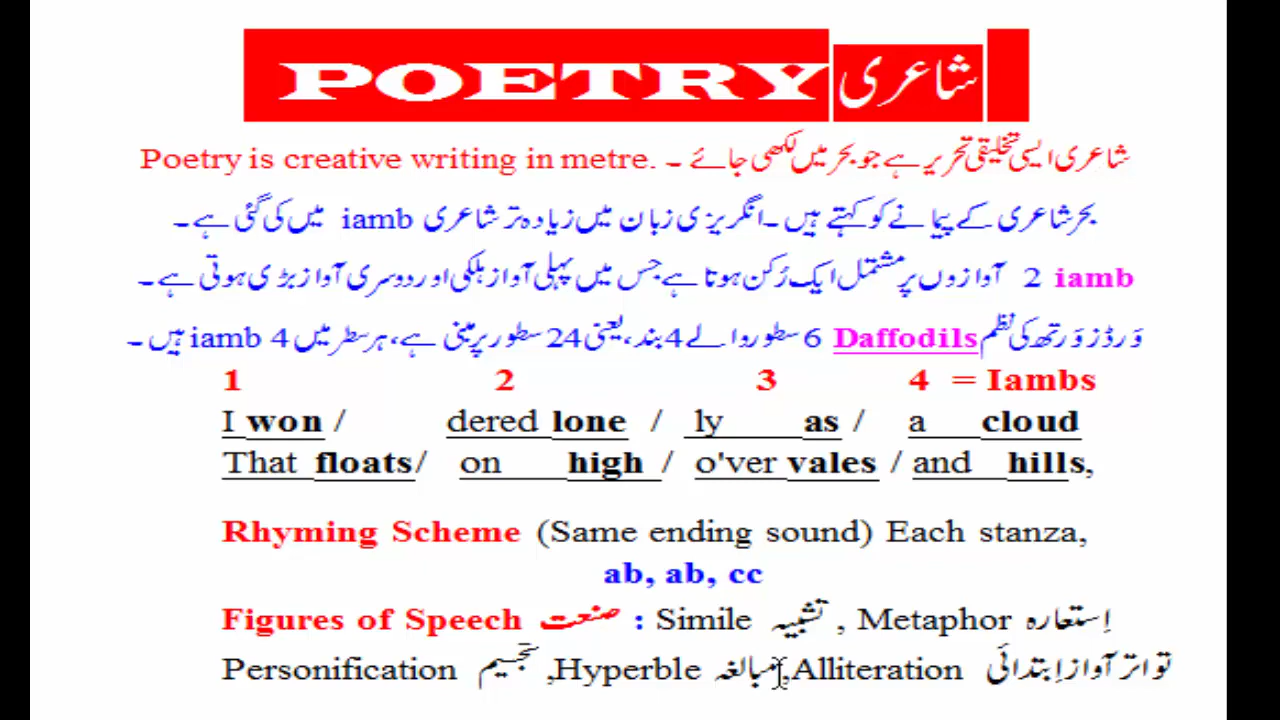 POETRY شاعری
Poetry is creative writing in metre. شاعری ایسی تخلیقی تحریر ہے جو بحر میں لکھی جائے ۔
بحر شاعری کے پیمانے کو کہتے ہیں ۔ انگریزی زبان میں زیادہ تر شاعری iamb میں کی گئی ہے ۔
iamb 2 آوازوں پر مشتمل ایک رُکن ہوتا ہے جس میں پہلی آواز ہلکی اور دوسری آواز بڑی ہوتی ہے ۔
وَرڈز وَرتھ کی نظم Daffodils 6 سطور والے 4 بند، یعنی 24 سطور پر مبنی ہے، ہر سطر میں 4 iamb ہیں ۔
1 2 3 4 = Iambs
I won / dered lone / ly as / a cloud
That floats/ on high / o'ver vales / and hills,
Rhyming Scheme (Same ending sound) Each stanza,
ab, ab, cc
Figures of Speech صنعت : Simile تشبیہ , Metaphor اِستعارہ
Personification تجسیم ,Hyperble مبالغہ ,Alliteration تواتر آواز اِبتدائی